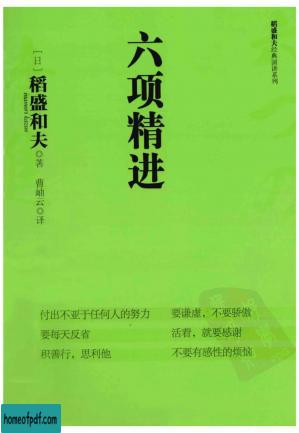 稻盛和夫经典演讲系列
六项精进
［日］稻盛和夫◎著
曹岫云◎译
付出不亚于任何人的努力
要谦虚，不要骄傲
要每天反省
活着，就要感谢
积善行，思利他
不要有感性的烦恼
homeofpdf.com